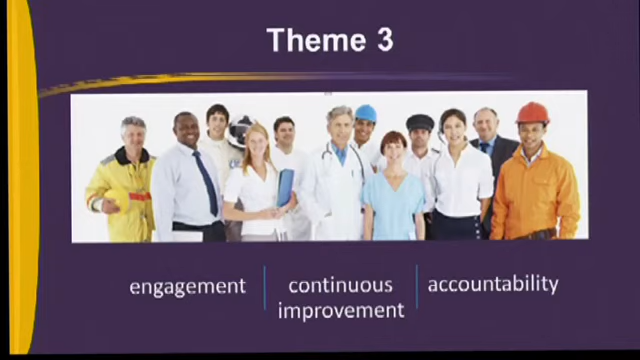 Theme 3
engagement
continuous
improvement
accountability